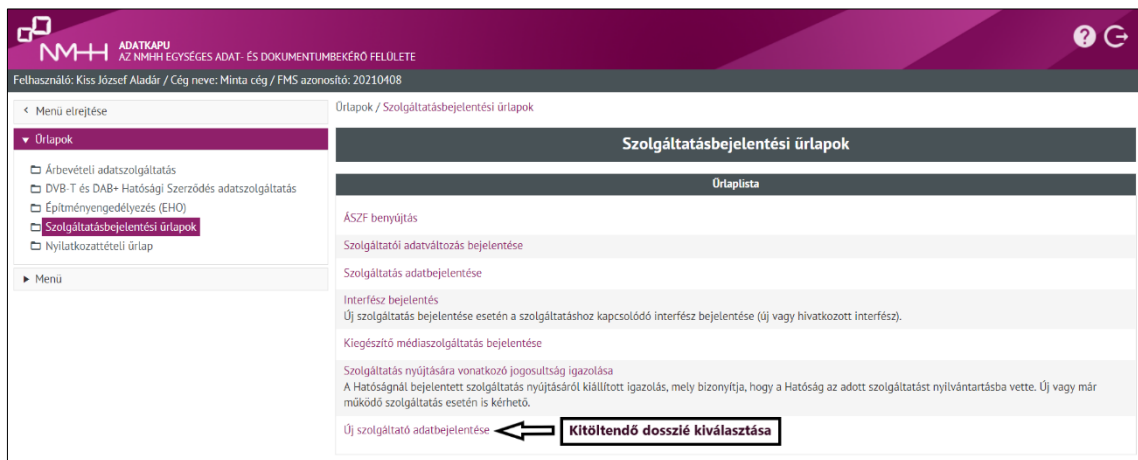 NMHH
ADATKAPU
AZ NMHH EGYSÉGES ADAT- ÉS DOKUMENTUMBEKÉRŐ FELÜLETE
Felhasználó: Kiss József Aladár / Cég neve: Minta cég / FMS azonosító: 20210408
Menü elrejtése
Űrlapok
Árbevételi adatszolgáltatás
DVB-T és DAB+ Hatósági Szerződés adatszolgáltatás
Építményengedélyezés (EHO)
Szolgáltatásbejelentési űrlapok
Nyilatkozattételi űrlap
Menü
Űrlapok / Szolgáltatásbejelentési űrlapok
Szolgáltatásbejelentési űrlapok
Űrlaplista
ÁSZF benyújtás
Szolgáltatói adatváltozás bejelentése
Szolgáltatás adatbejelentése
Interfész bejelentés
Új szolgáltatás bejelentése esetén a szolgáltatáshoz kapcsolódó interfész bejelentése (új vagy hivatkozott interfész).
Kiegészítő médiaszolgáltatás bejelentése
Szolgáltatás nyújtására vonatkozó jogosultság igazolása
A Hatóságnál bejelentett szolgáltatás nyújtásáról kiállított igazolás, mely bizonyítja, hogy a Hatóság az adott szolgáltatást nyilvántartásba vette. Új vagy már
működő szolgáltatás esetén is kérhető.
Új szolgáltató adatbejelentése
Kitöltendő dosszié kiválasztása